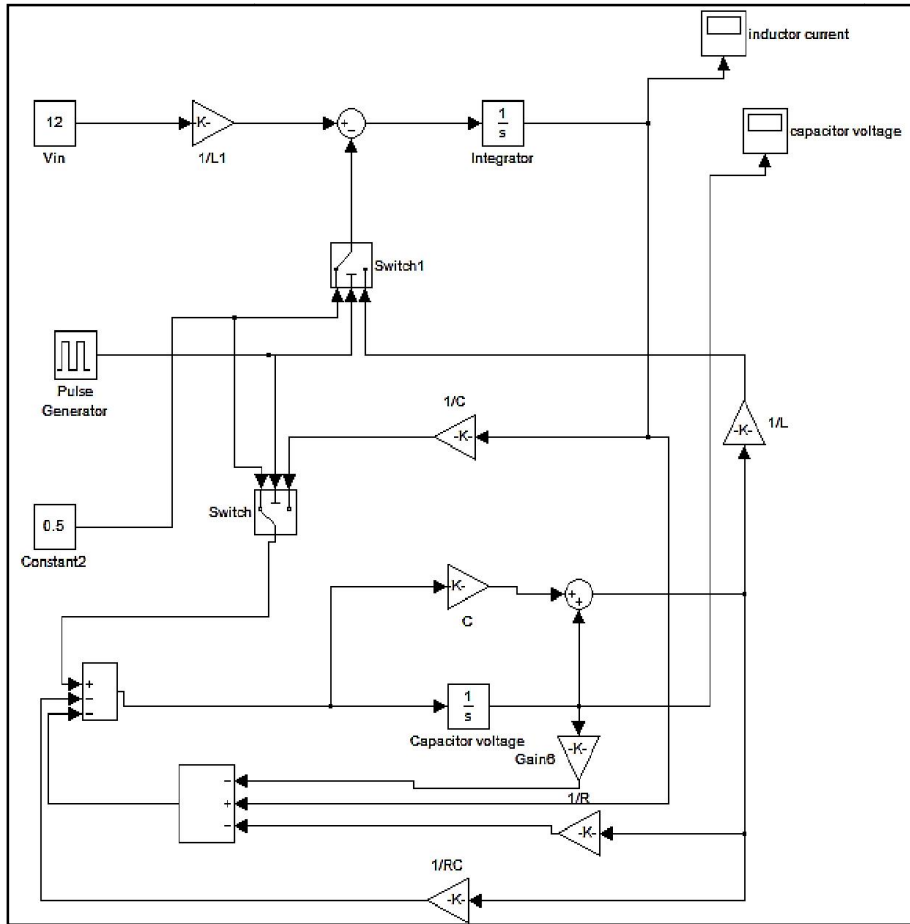 inductor current
12
Vin
-K-
1/L1
+
−
1
s
Integrator
capacitor voltage
Switch1
Pulse
Generator
1/C
-K-
-K-
1/L
Switch
0.5
Constant2
-K-
C
+
+
+
−
−
1
s
Capacitor voltage
-K-
Gain6
−
+
−
1/R
-K-
1/RC
-K-